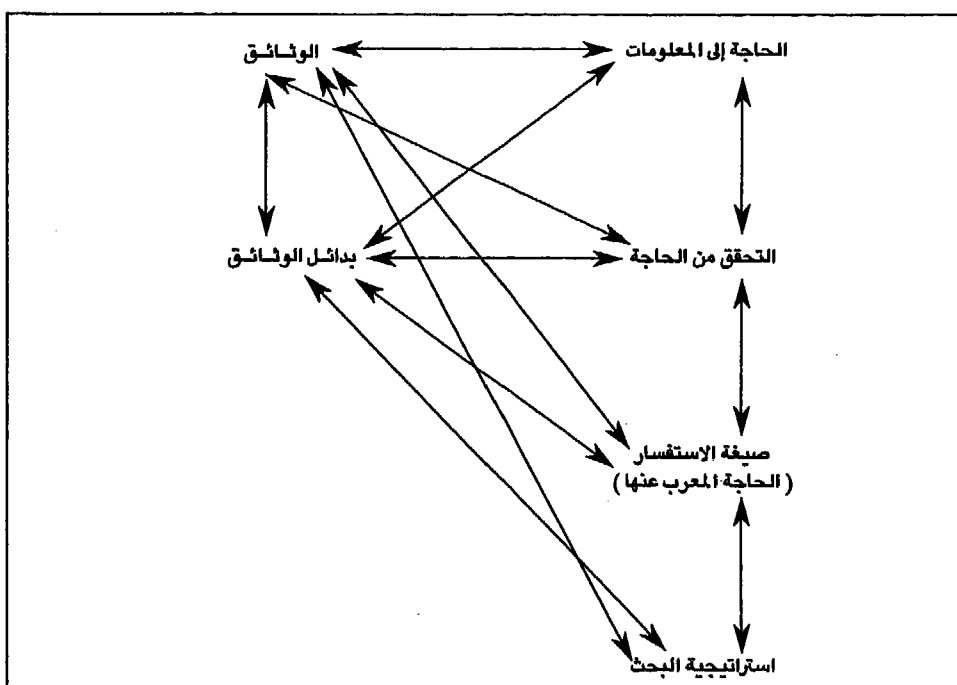 الحاجة إلى المعلومات
الوثائق
التحقق من الحاجة
بدائل الوثائق
صيغة الاستفسار
(الحاجة المعرب عنها)
استراتيجية البحث